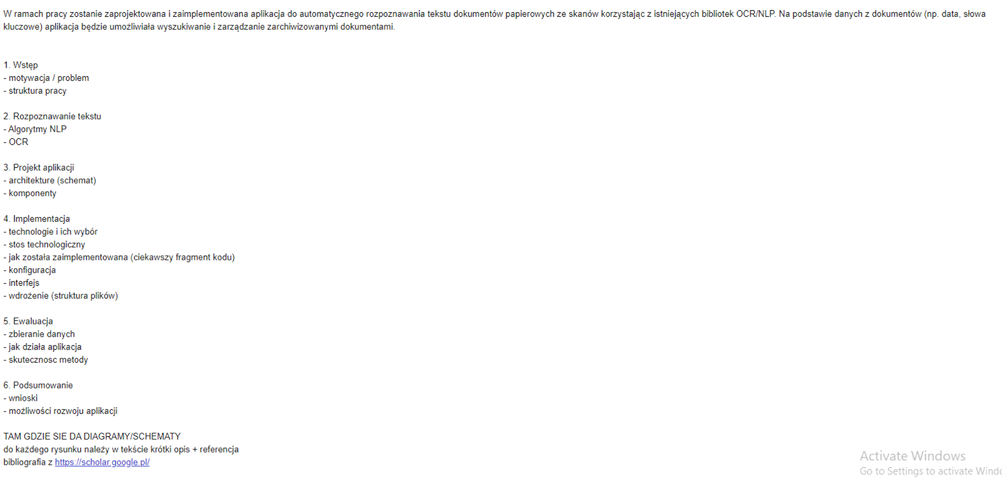 W ramach pracy zostanie zaprojektowana i zaimplementowana aplikacja do automatycznego rozpoznawania tekstu dokumentów papierowych ze skanów korzystając z istniejących bibliotek OCR/NLP. Na podstawie danych z dokumentów (np. data, słowa
kluczowe) aplikacja będzie umożliwiała wyszukiwanie i zarządzanie zarchiwizowanymi dokumentami.
1. Wstęp
- motywacja / problem
- struktura pracy
2. Rozpoznawanie tekstu
- Algorytmy NLP
- OCR
3. Projekt aplikacji
- architekture (schemat)
- komponenty
4. Implementacja
- technologie i ich wybór
- stos technologiczny
- jak została zaimplementowana (ciekawszy fragment kodu)
- konfiguracja
- interfejs
- wdrożenie (struktura plików)
5. Ewaluacja
- zbieranie danych
- jak działa aplikacja
- skutecznosc metody
6. Podsumowanie
- wnioski
- możliwości rozwoju aplikacji
TAM GDZIE SIE DA DIAGRAMY/SCHEMATY
do każdego rysunku należy w tekście krótki opis + referencja
bibliografia z https://scholar.google.pl/
Activate Windows
Go to Settings to activate Windo